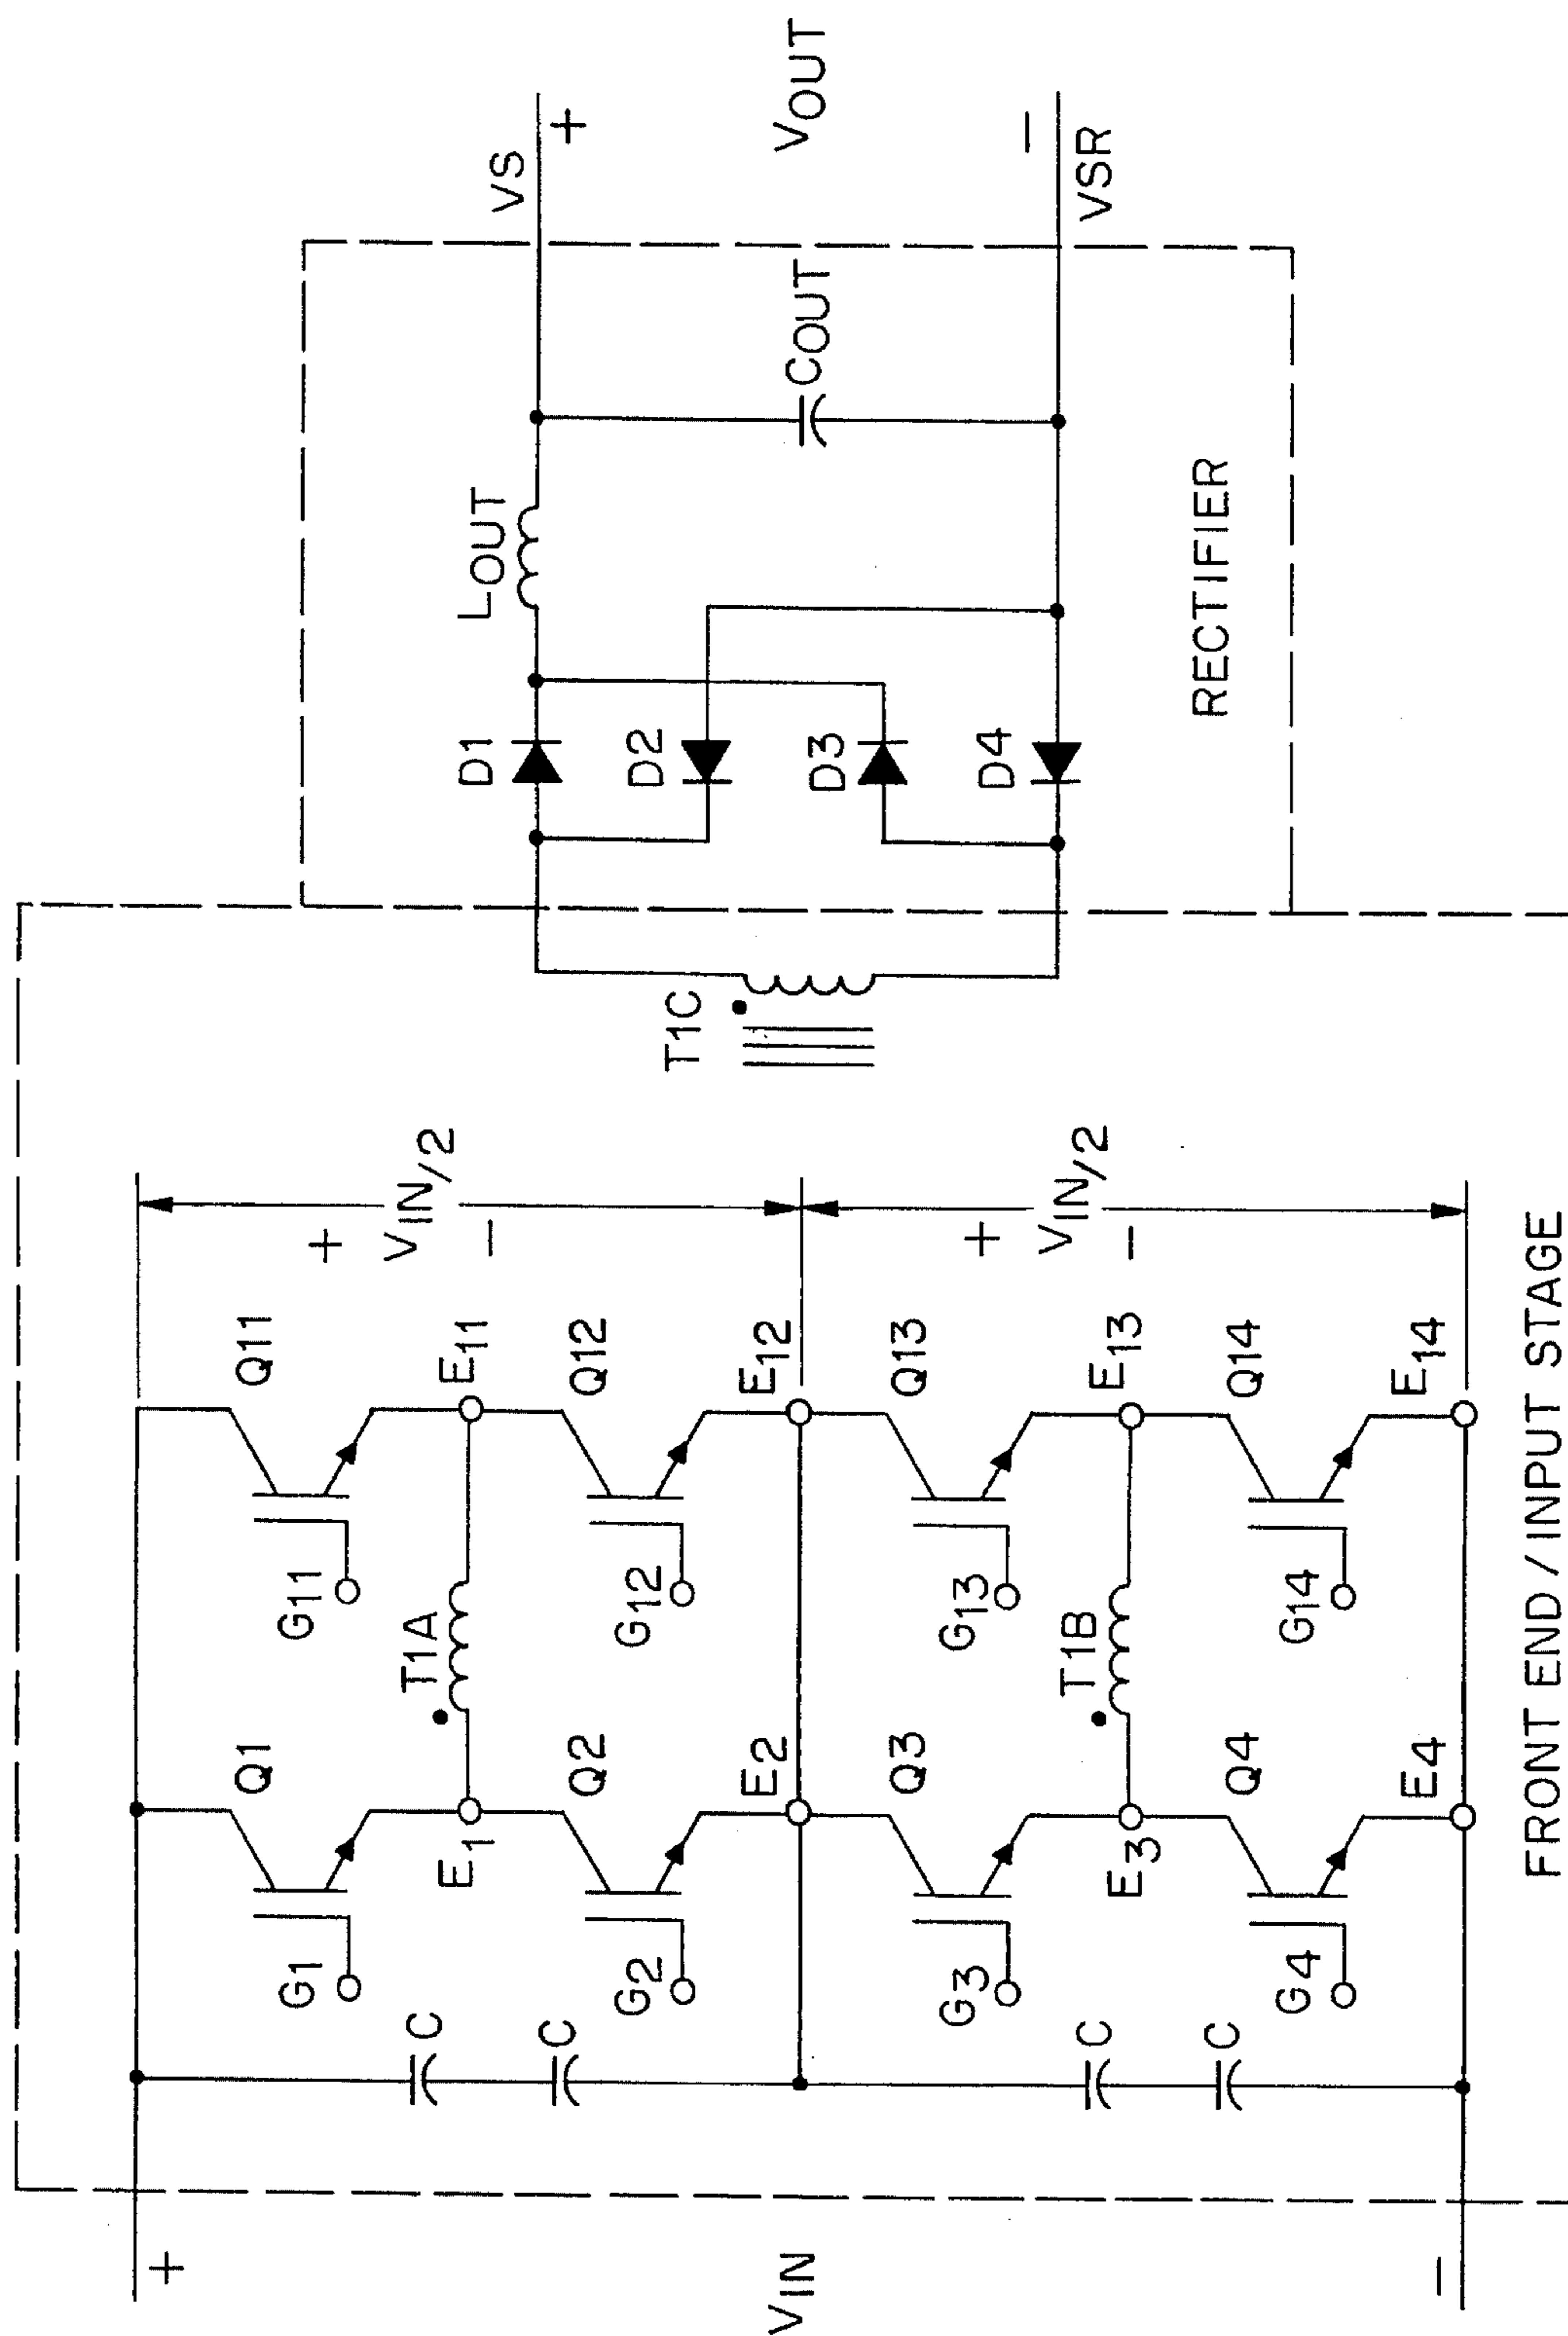 Q1
Q11
G1
G11
C
E1
T1A
E11
+
VIN/2
−
C
Q2
Q12
G2
G12
E2
E12
+
VIN
−
Q3
Q13
G3
G13
C
E3
T1B
E13
+
VIN/2
−
C
Q4
Q14
G4
G14
E4
E14
FRONT END / INPUT STAGE
T1C
D1
D2
D3
D4
LOUT
COUT
RECTIFIER
VS
+
VOUT
−
VSR